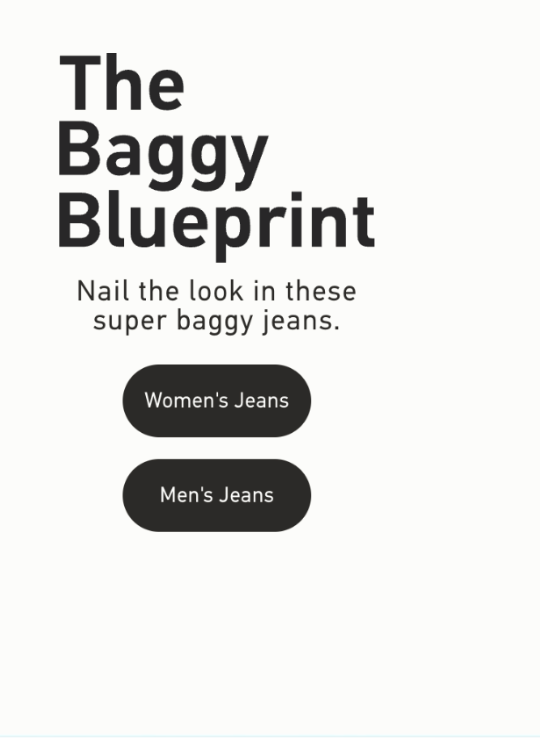 The
Baggy
Blueprint
Nail the look in these
super baggy jeans.
Women's Jeans
Men's Jeans